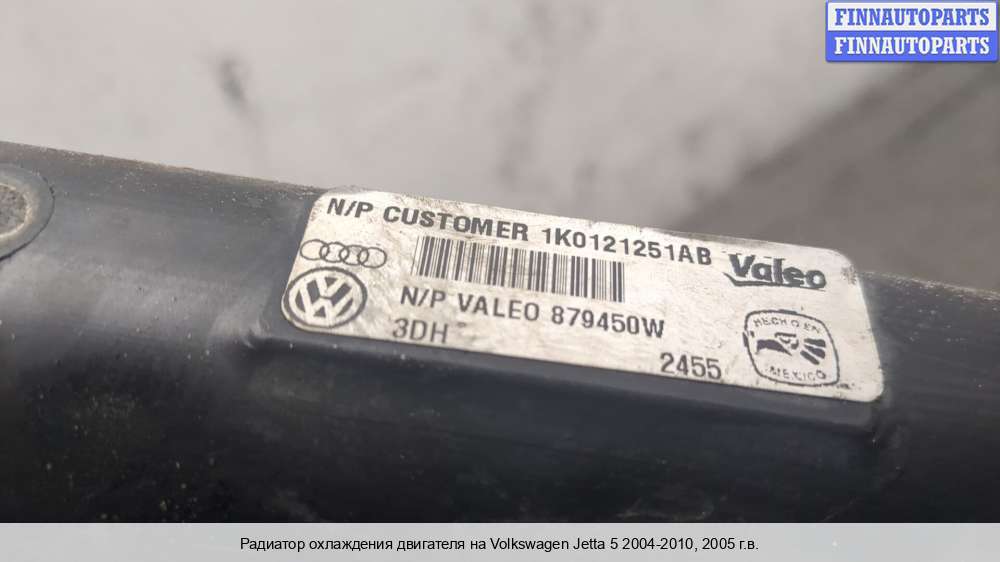 FINNAUTOPARTS
FINNAUTOPARTS
N/P CUSTOMER 1K0121251AB
Valeo
N/P VALEO 879450W
3DH
2455
HECHO EN
MEXICO
Радиатор охлаждения двигателя на Volkswagen Jetta 5 2004-2010, 2005 г.в.